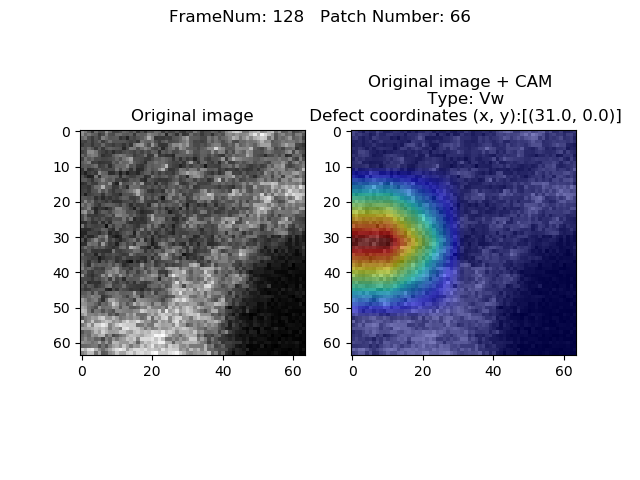 FrameNum: 128   Patch Number: 66
Original image
0
10
20
30
40
50
60
0 20 40 60
Original image + CAM
Type: Vw
Defect coordinates (x, y):[(31.0, 0.0)]
0
10
20
30
40
50
60
0 20 40 60